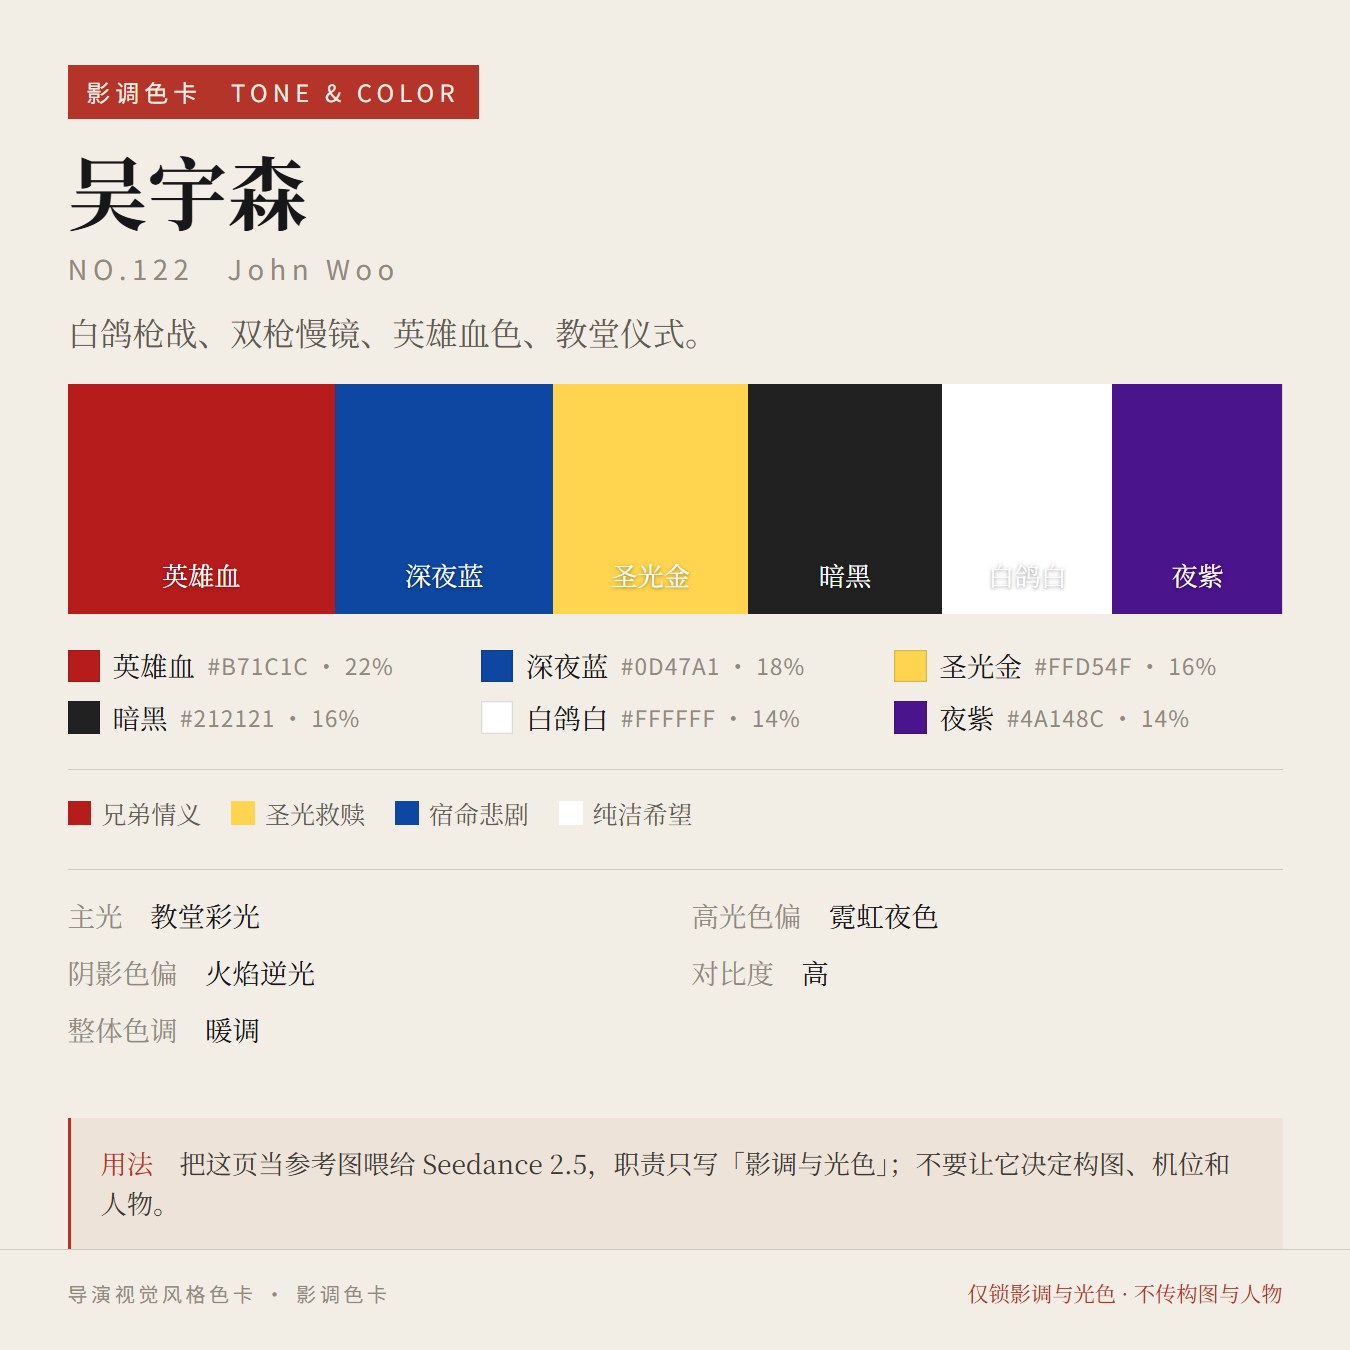 影调色卡 TONE & COLOR
吴宇森
NO.122 John Woo
白鸽枪战、双枪慢镜、英雄血色、教堂仪式。
英雄血 深夜蓝 圣光金 暗黑 白鸽白 夜紫
英雄血 #B71C1C · 22% 深夜蓝 #0D47A1 · 18% 圣光金 #FFD54F · 16%
暗黑 #212121 · 16% 白鸽白 #FFFFFF · 14% 夜紫 #4A148C · 14%
兄弟情义 圣光救赎 宿命悲剧 纯洁希望
主光 教堂彩光 高光色偏 霓虹夜色
阴影色偏 火焰逆光 对比度 高
整体色调 暖调
用法 把这页当参考图喂给 Seedance 2.5，职责只写「影调与光色」；不要让它决定构图、机位和
人物。
导演视觉风格色卡 · 影调色卡 仅锁影调与光色 · 不传构图与人物